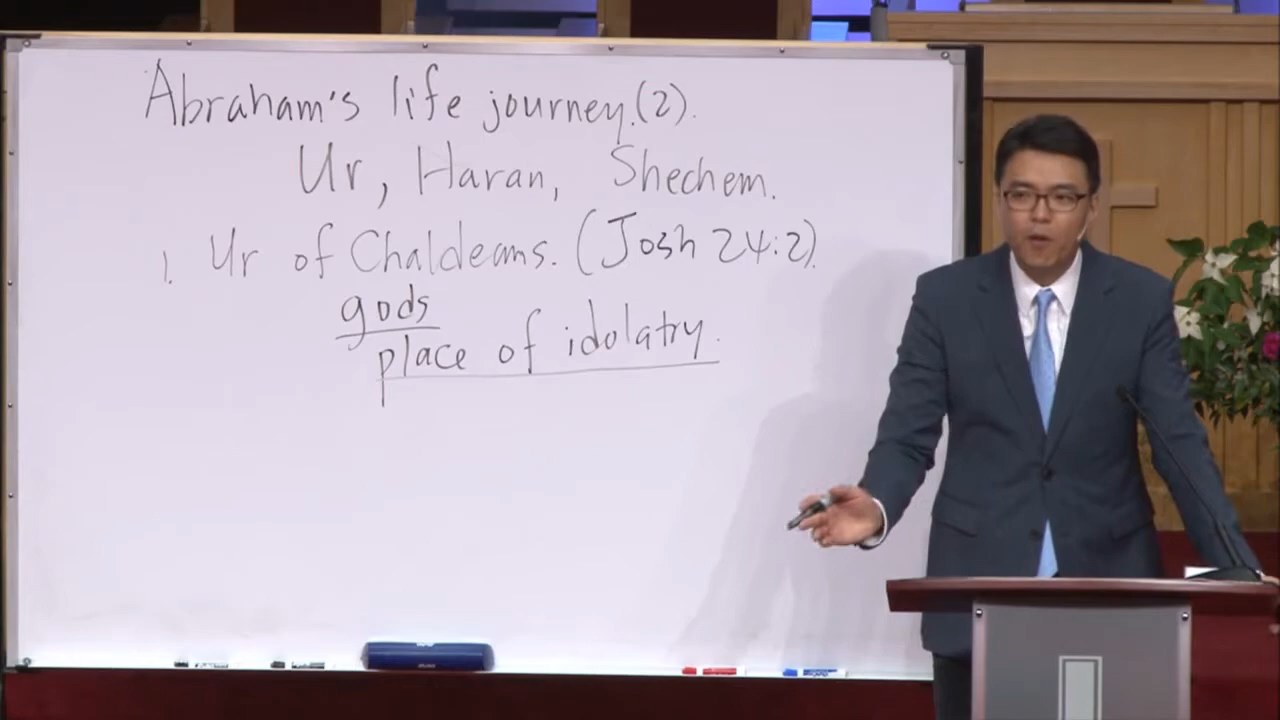 Abraham's life journey.(2).
Ur, Haran, Shechem.
1. Ur of Chaldeans. (Josh 24:2).
gods
place of idolatry.